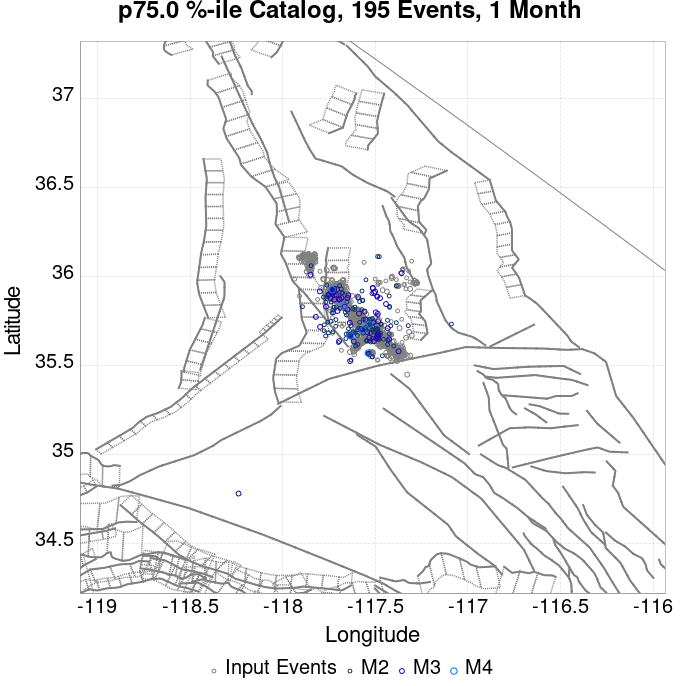 p75.0 %-ile Catalog, 195 Events, 1 Month
37
36.5
36
35.5
35
34.5
Latitude
-119
-118.5
-118
-117.5
-117
-116.5
-116
Longitude
Input Events
M2
M3
M4